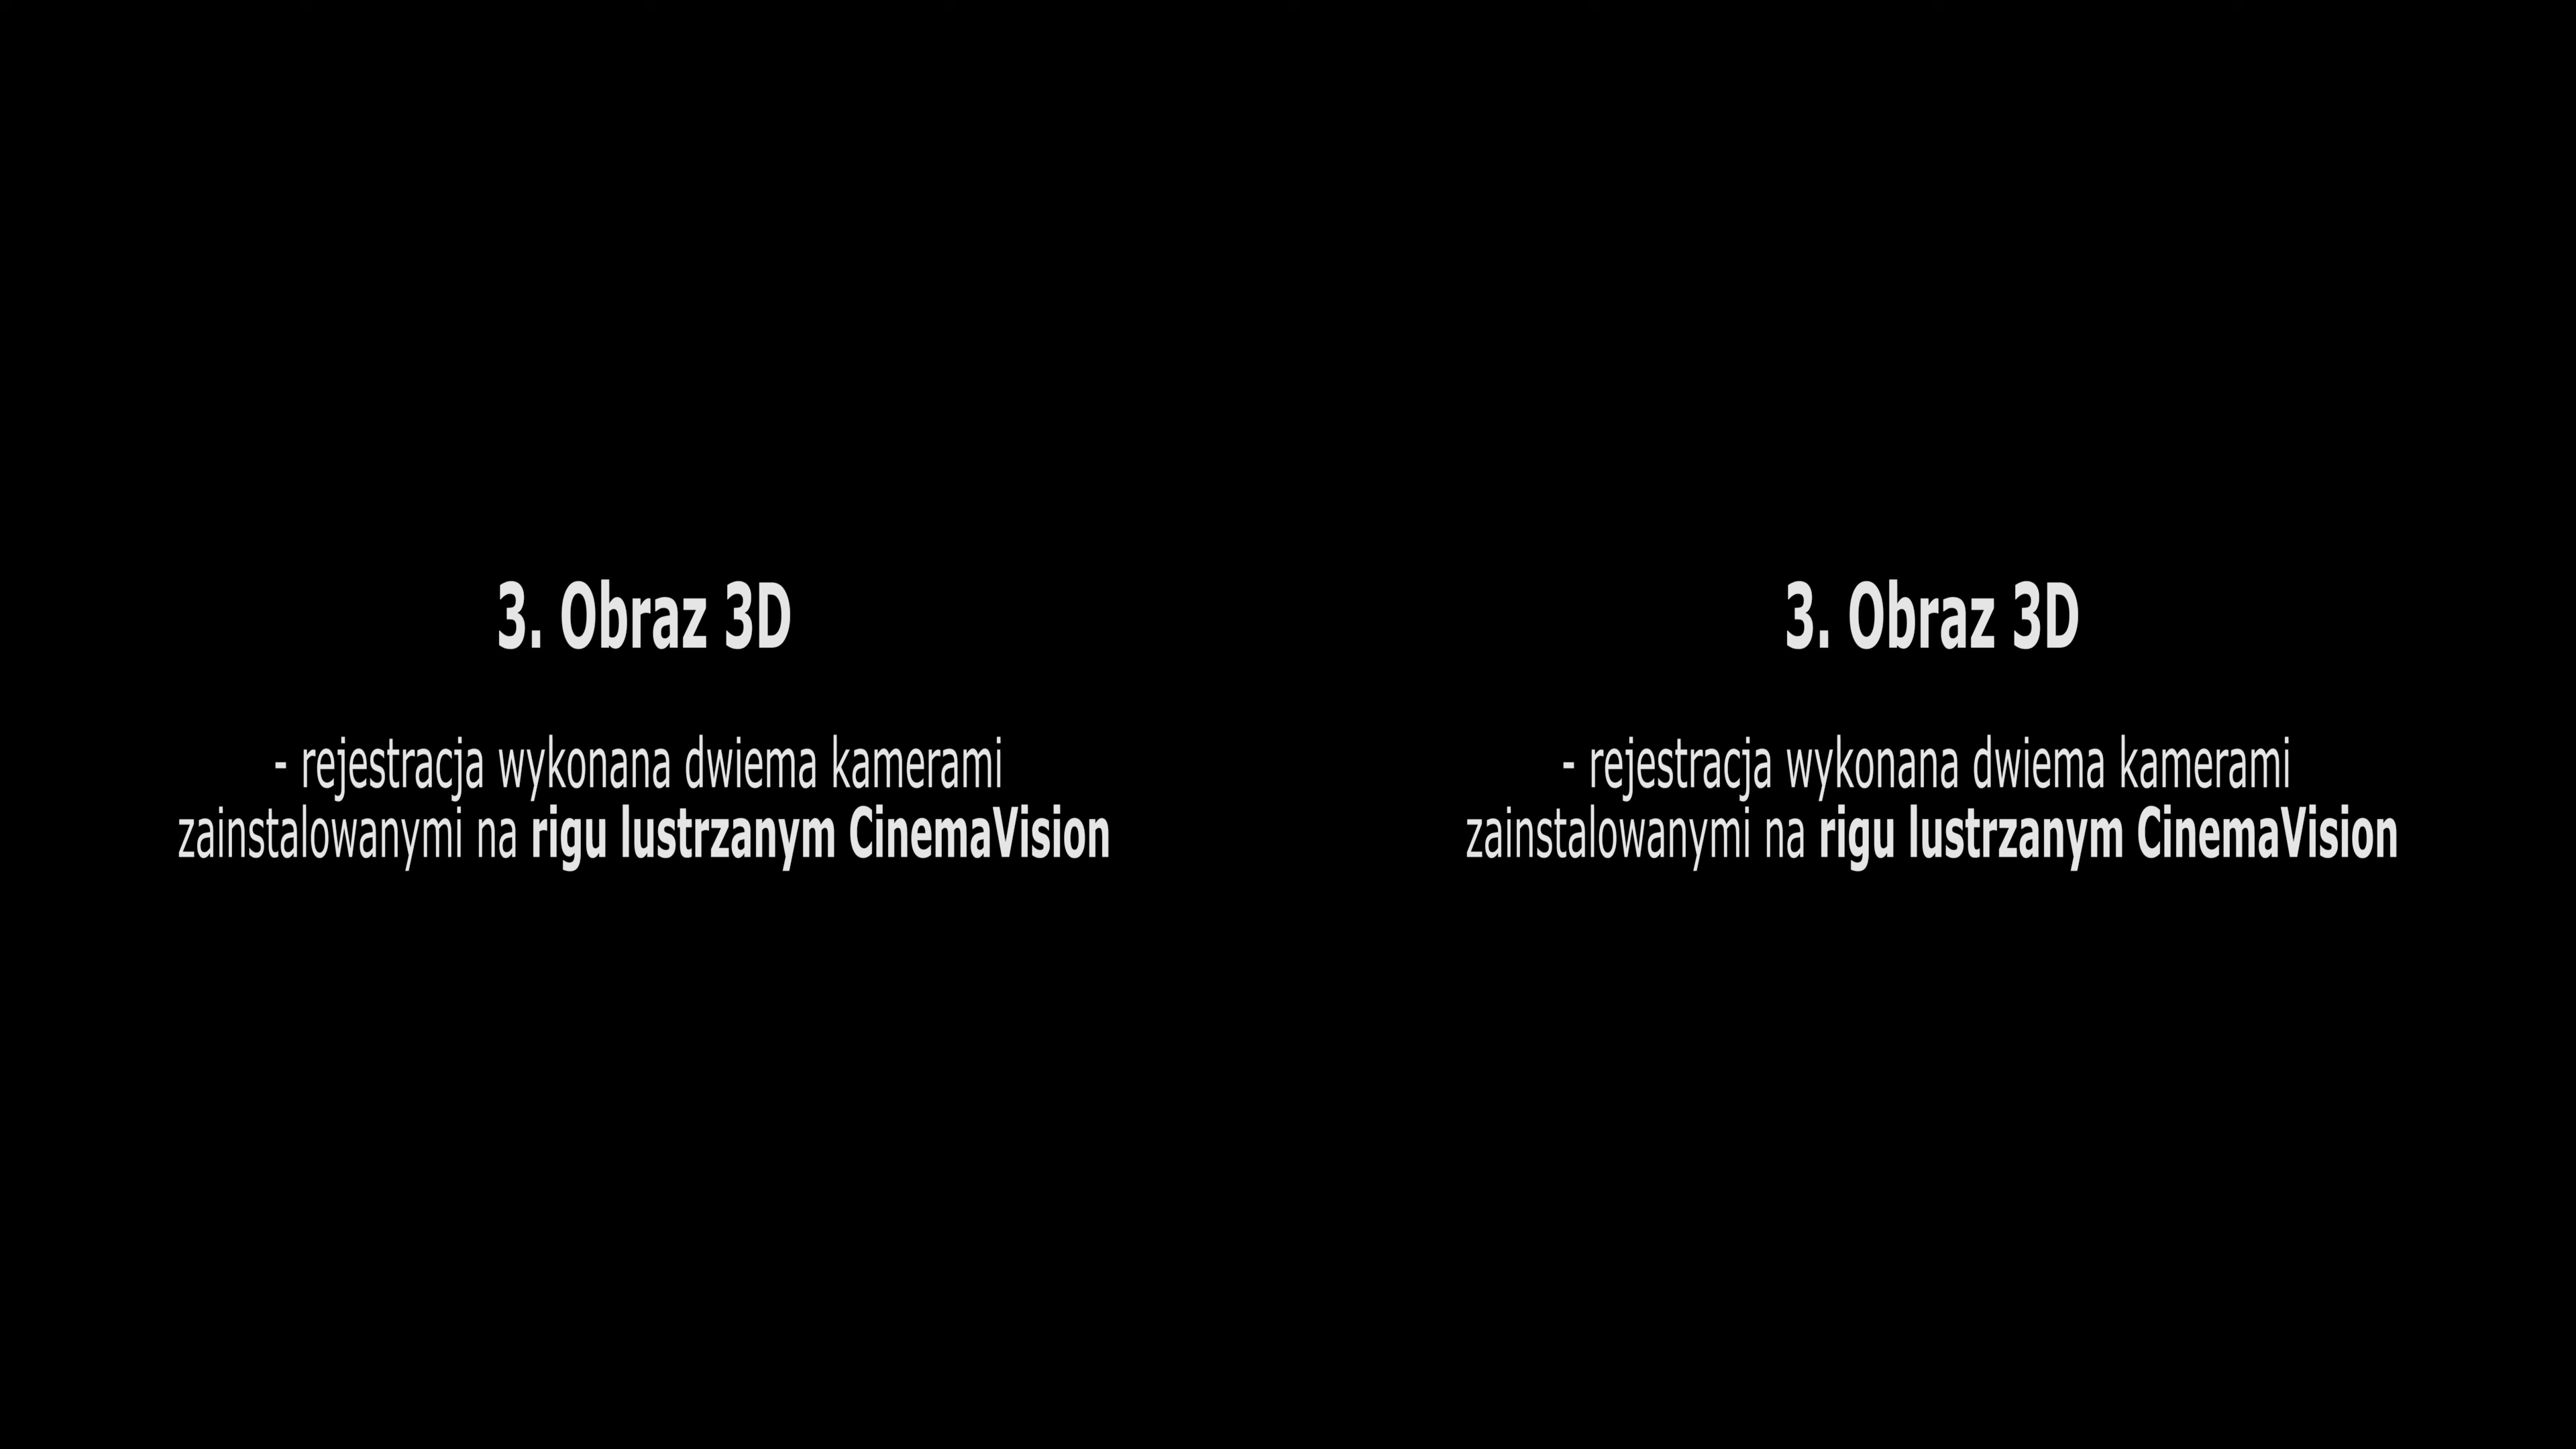 3. Obraz 3D
- rejestracja wykonana dwiema kamerami
zainstalowanymi na rigu lustrzanym CinemaVision
3. Obraz 3D
- rejestracja wykonana dwiema kamerami
zainstalowanymi na rigu lustrzanym CinemaVision